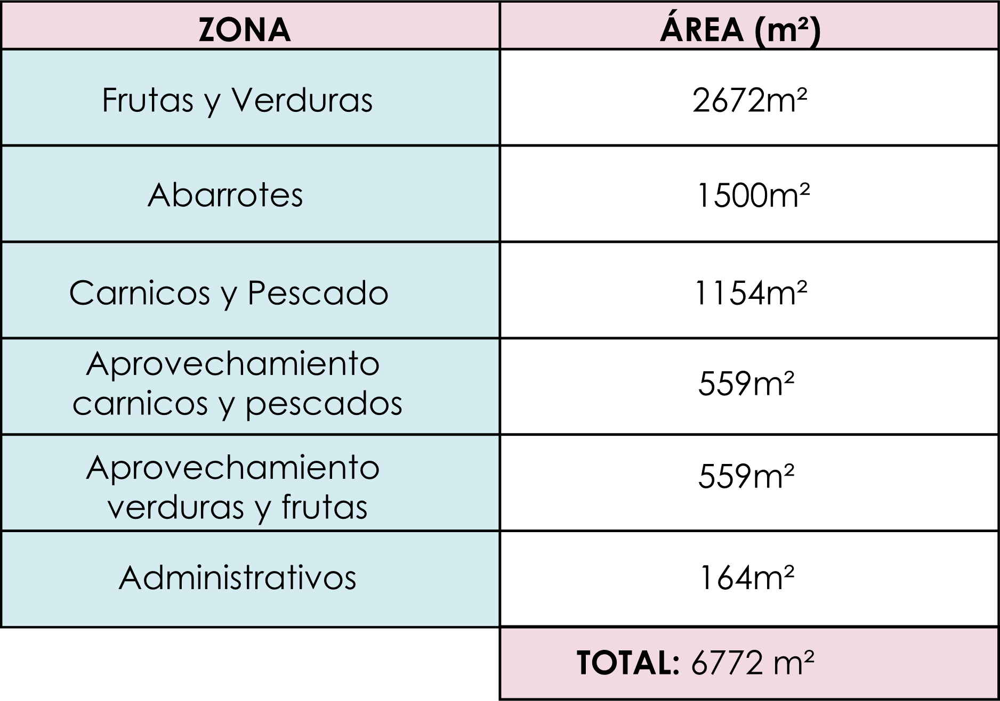 ZONA ÁREA (m²)
Frutas y Verduras 2672m²
Abarrotes 1500m²
Carnicos y Pescado 1154m²
Aprovechamiento
carnicos y pescados 559m²
Aprovechamiento
verduras y frutas 559m²
Administrativos 164m²
TOTAL: 6772 m²